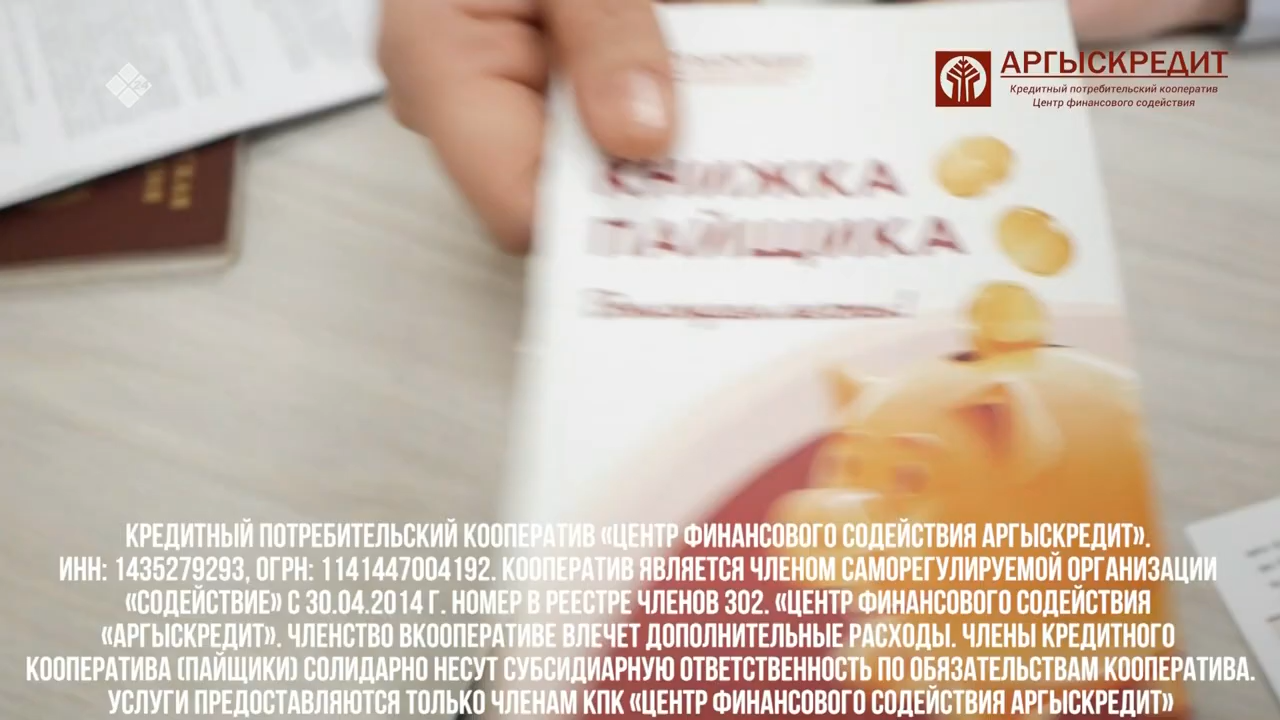 24
АРГЫСКРЕДИТ
Кредитный потребительский кооператив
Центр финансового содействия
КНИЖКА
ПАЙЩИКА
КРЕДИТНЫЙ ПОТРЕБИТЕЛЬСКИЙ КООПЕРАТИВ «ЦЕНТР ФИНАНСОВОГО СОДЕЙСТВИЯ АРГЫСКРЕДИТ».
ИНН: 1435279293, ОГРН: 1141447004192. КООПЕРАТИВ ЯВЛЯЕТСЯ ЧЛЕНОМ САМОРЕГУЛИРУЕМОЙ ОРГАНИЗАЦИИ
«СОДЕЙСТВИЕ» С 30.04.2014 Г. НОМЕР В РЕЕСТРЕ ЧЛЕНОВ 302. «ЦЕНТР ФИНАНСОВОГО СОДЕЙСТВИЯ
«АРГЫСКРЕДИТ». ЧЛЕНСТВО ВКООПЕРАТИВЕ ВЛЕЧЕТ ДОПОЛНИТЕЛЬНЫЕ РАСХОДЫ. ЧЛЕНЫ КРЕДИТНОГО
КООПЕРАТИВА (ПАЙЩИКИ) СОЛИДАРНО НЕСУТ СУБСИДИАРНУЮ ОТВЕТСТВЕННОСТЬ ПО ОБЯЗАТЕЛЬСТВАМ КООПЕРАТИВА.
УСЛУГИ ПРЕДОСТАВЛЯЮТСЯ ТОЛЬКО ЧЛЕНАМ КПК «ЦЕНТР ФИНАНСОВОГО СОДЕЙСТВИЯ АРГЫСКРЕДИТ»